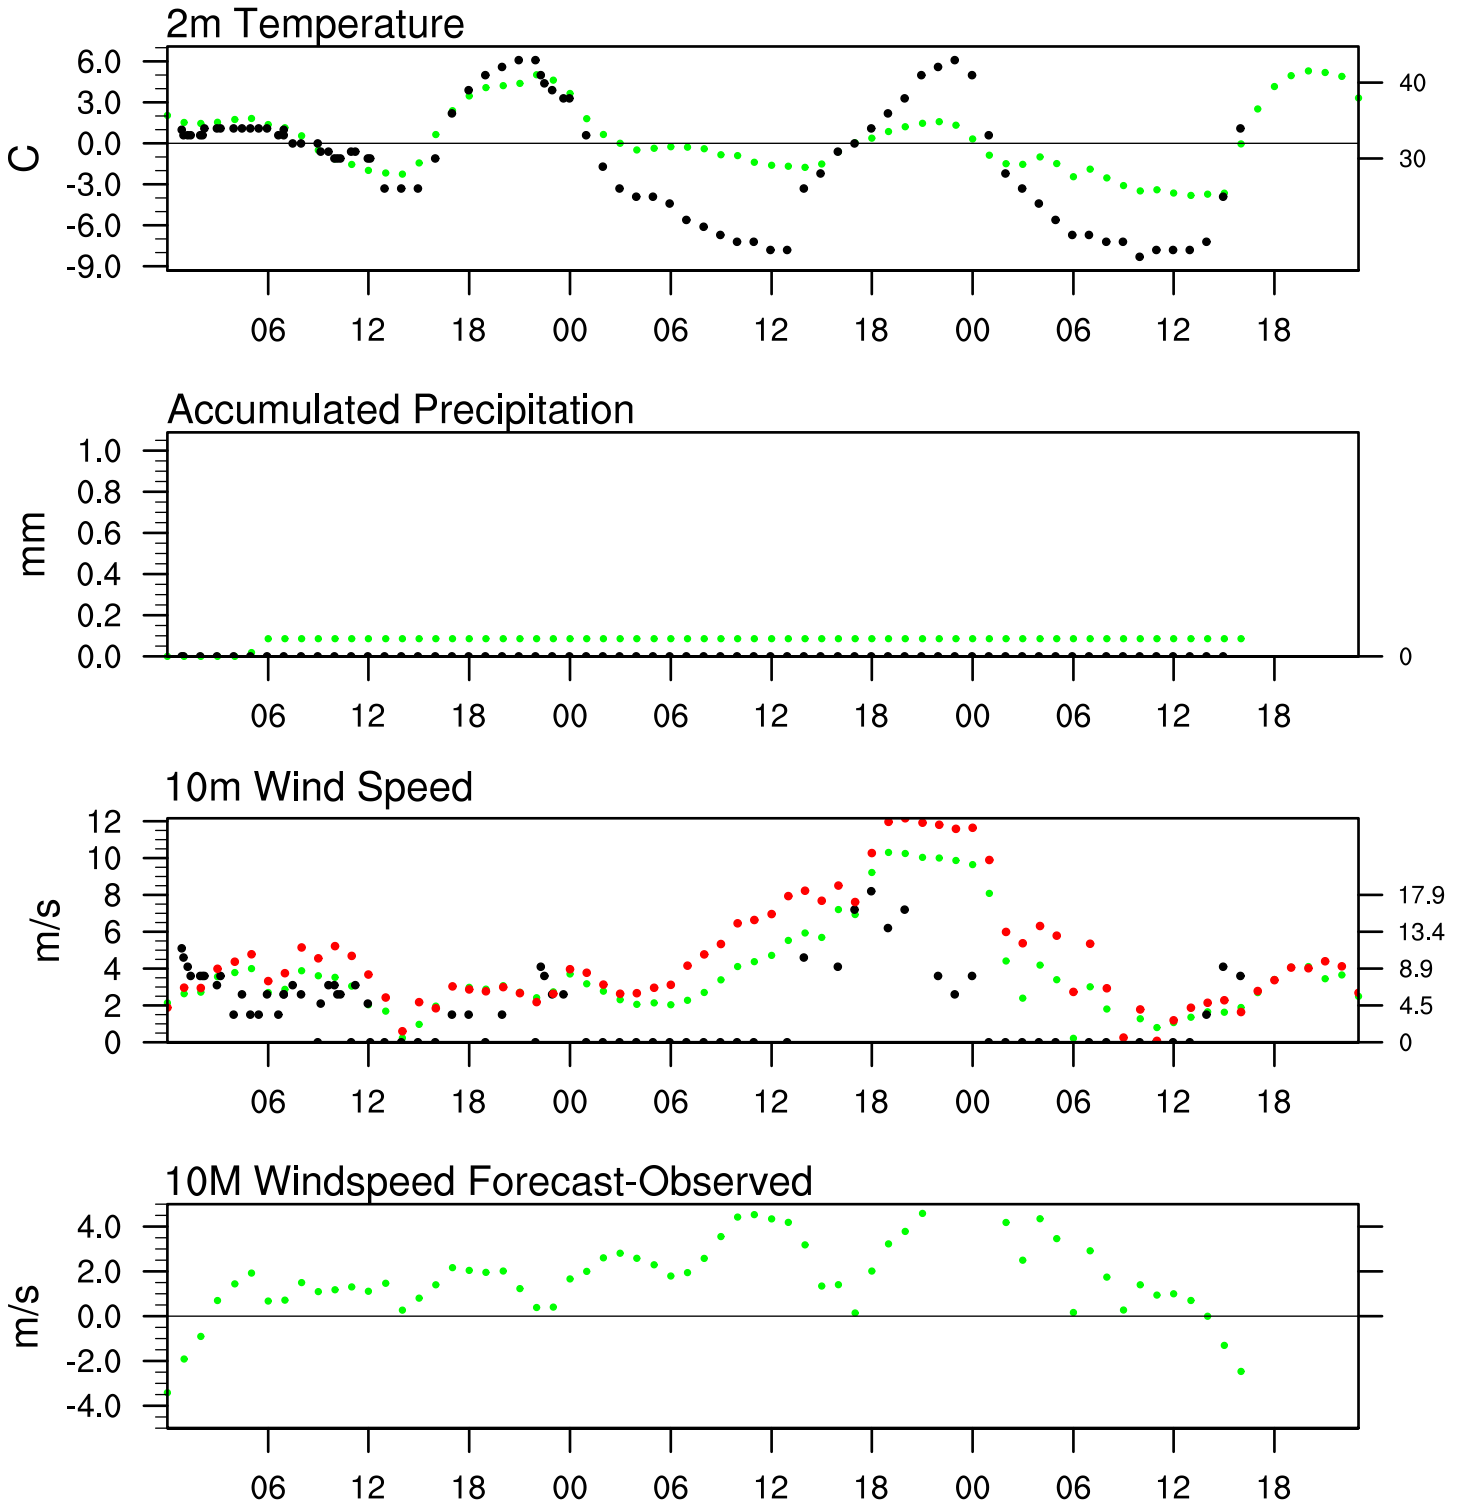 2m Temperature
6.0
3.0
0.0
-3.0
-6.0
-9.0
C
40
30
06 12 18 00 06 12 18 00 06 12 18
Accumulated Precipitation
1.0
0.8
0.6
0.4
0.2
0.0
mm
0
06 12 18 00 06 12 18 00 06 12 18
10m Wind Speed
12
10
8
6
4
2
0
m/s
17.9
13.4
8.9
4.5
0
06 12 18 00 06 12 18 00 06 12 18
10M Windspeed Forecast-Observed
4.0
2.0
0.0
-2.0
-4.0
m/s
06 12 18 00 06 12 18 00 06 12 18